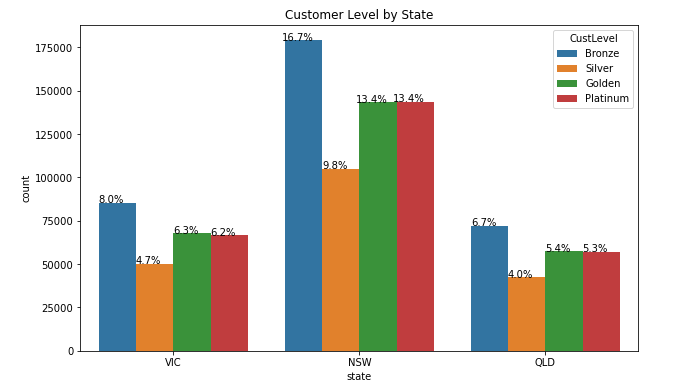 Customer Level by State
175000
150000
125000
100000
75000
50000
25000
0
count
8.0%
4.7%
6.3%
6.2%
16.7%
9.8%
13.4%
13.4%
6.7%
4.0%
5.4%
5.3%
CustLevel
Bronze
Silver
Golden
Platinum
VIC
NSW
QLD
state